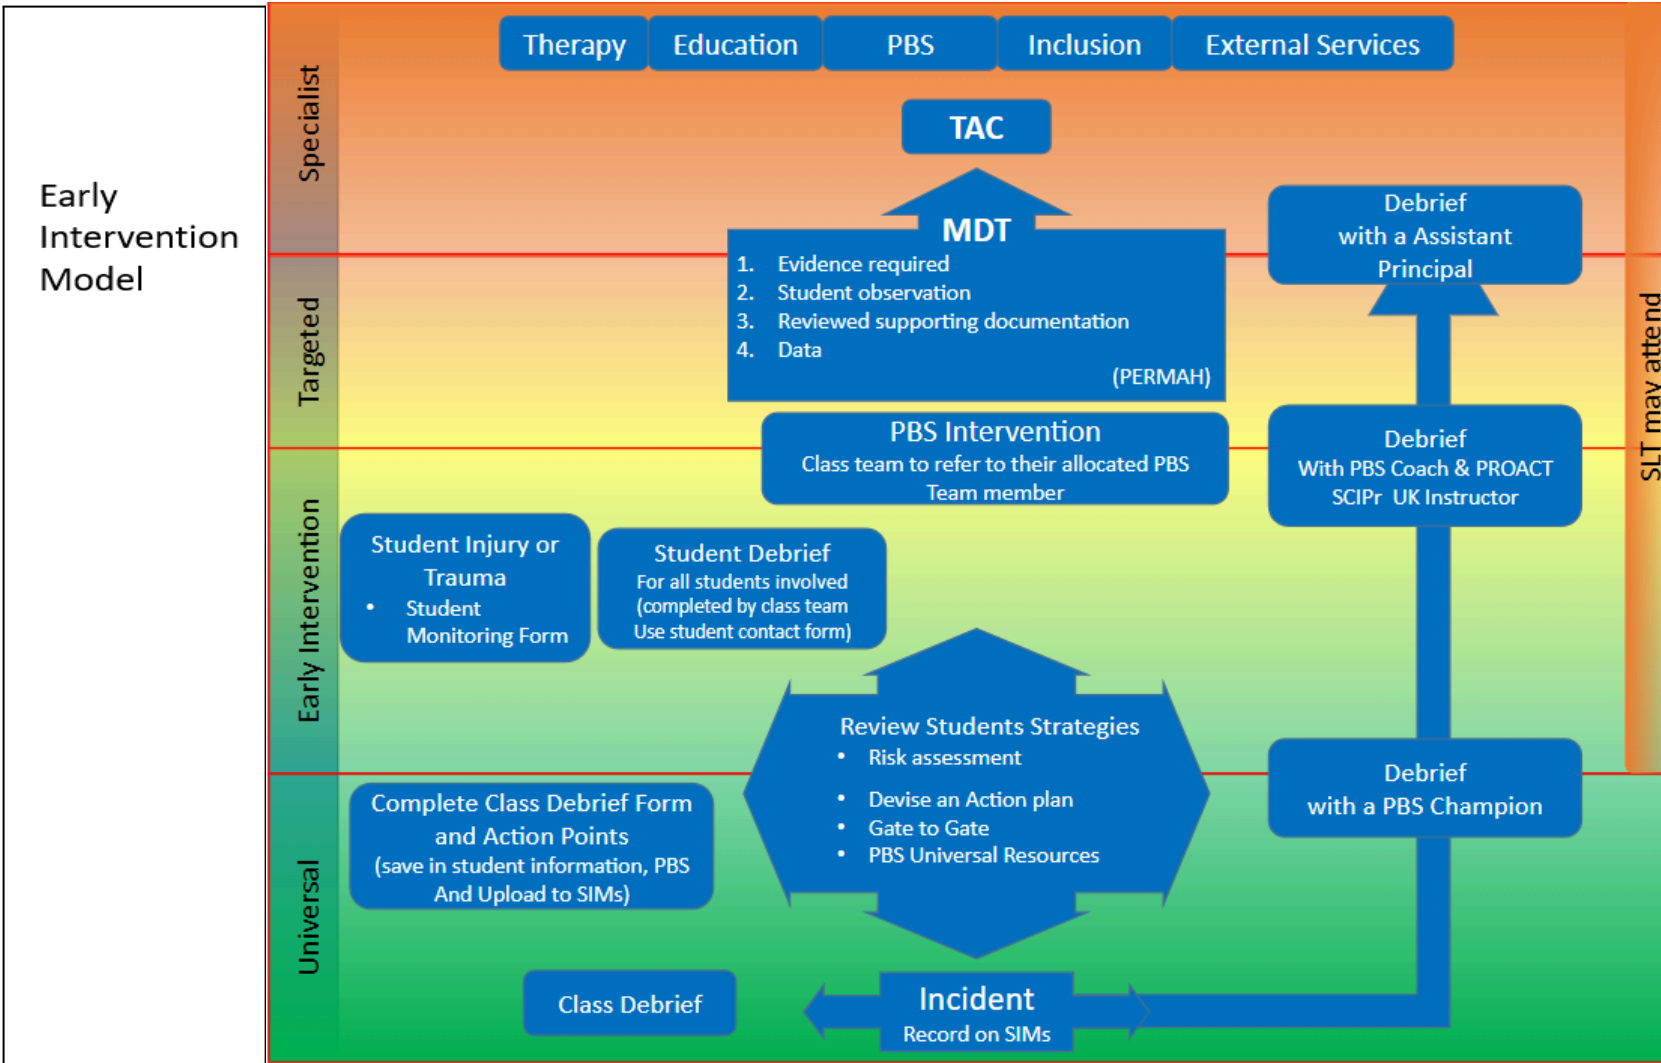 Early
Intervention
Model
Specialist
Targeted
Early Intervention
Universal
Therapy
Education
PBS
Inclusion
External Services
TAC
MDT
1. Evidence required
2. Student observation
3. Reviewed supporting documentation
4. Data
(PERMAH)
Debrief
with a Assistant
Principal
SLT may attend
PBS Intervention
Class team to refer to their allocated PBS
Team member
Debrief
With PBS Coach & PROACT
SCIPr UK Instructor
Student Injury or
Trauma
• Student
Monitoring Form
Student Debrief
For all students involved
(completed by class team
Use student contact form)
Review Students Strategies
• Risk assessment
• Devise an Action plan
• Gate to Gate
• PBS Universal Resources
Debrief
with a PBS Champion
Complete Class Debrief Form
and Action Points
(save in student information, PBS
And Upload to SIMs)
Class Debrief
Incident
Record on SIMs